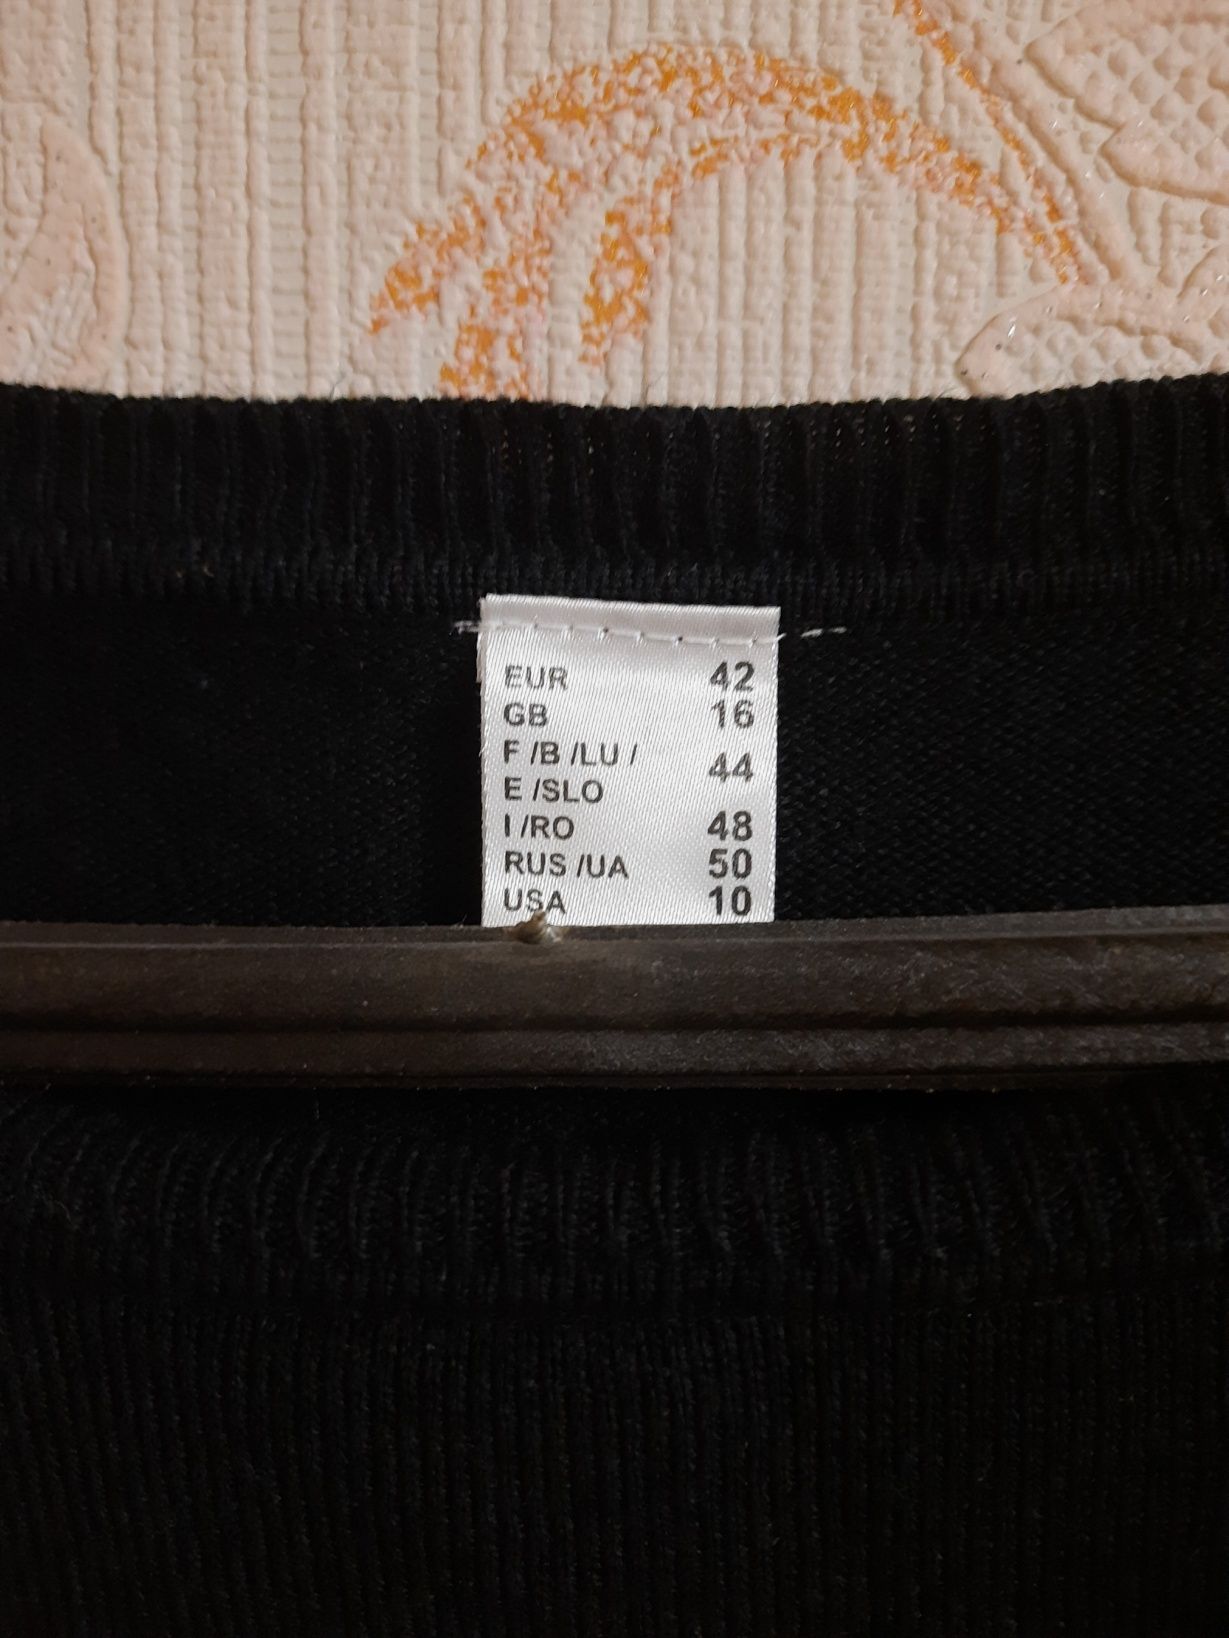 EUR 42
GB 16
F /B /LU /
E /SLO 44
I /RO 48
RUS /UA 50
USA 10